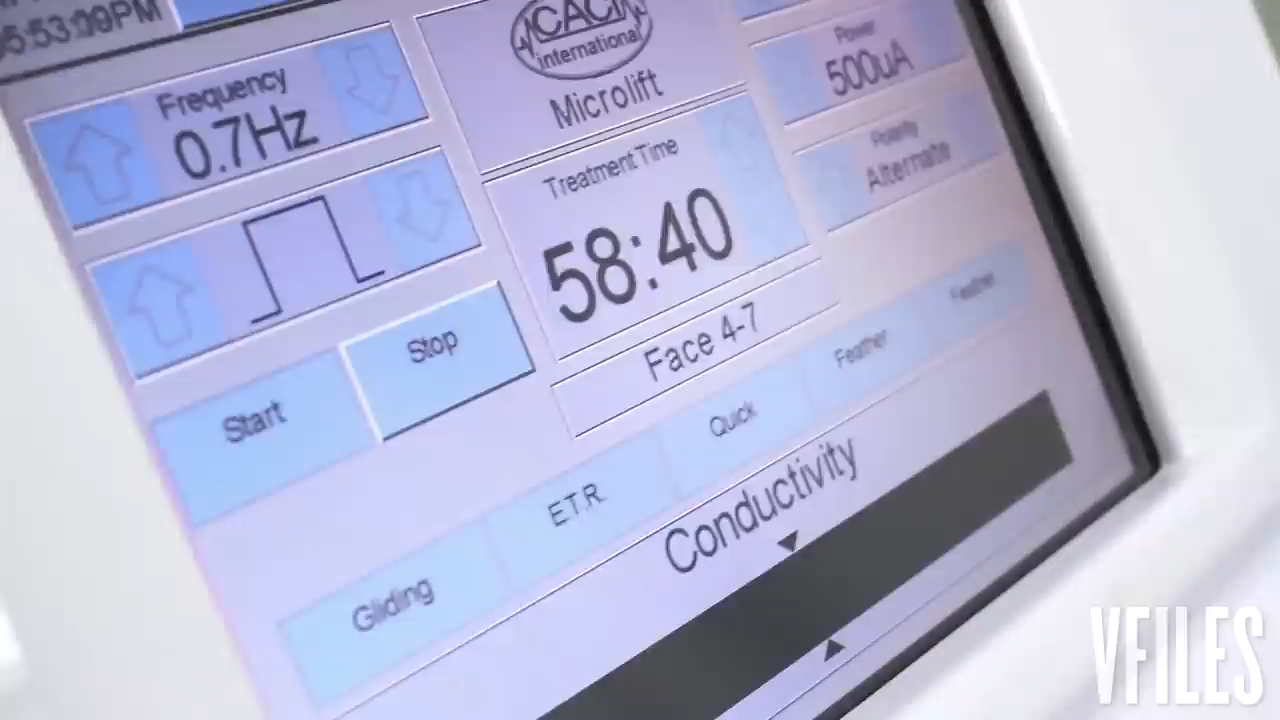 5:53:09PM
Frequency
0.7Hz
CACI
international
Microlift
Power
500uA
Treatment Time
58:40
Polarity
Alternate
Start
Stop
Face 4-7
Gliding
E.T.R.
Quick
Feather
Feather
Conductivity
VFILES